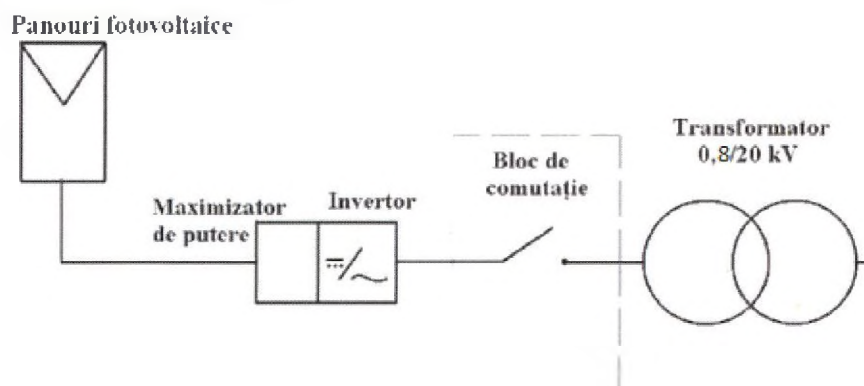 Panouri fotovoltaice
Transformator
0,8/20 kV
Bloc de
comutație
Maximizator
de putere
Invertor